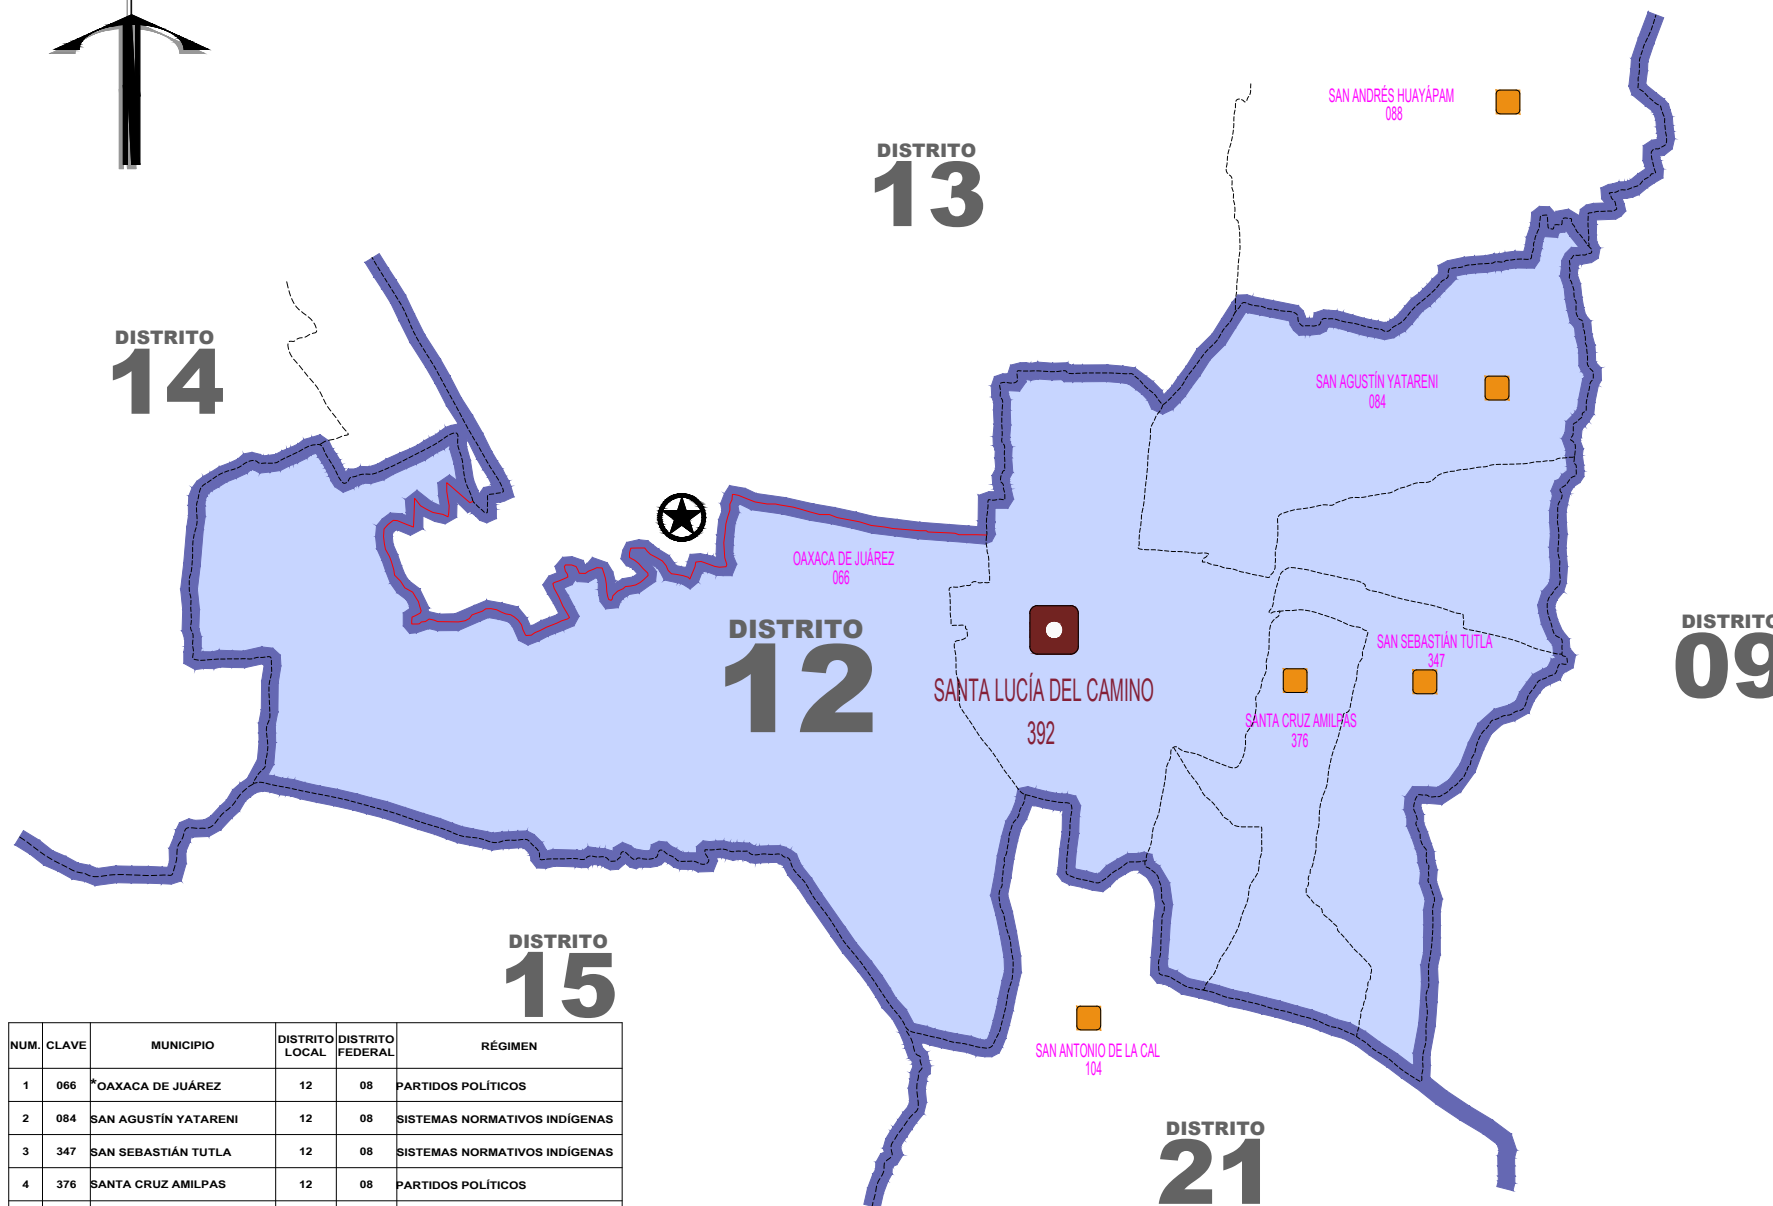 SAN ANDRÉS HUAYÁPAM
088
DISTRITO
13
DISTRITO
14
SAN AGUSTÍN YATARENI
084
OAXACA DE JUÁREZ
066
DISTRITO
12
SANTA LUCÍA DEL CAMINO
392
SAN SEBASTIÁN TUTLA
347
SANTA CRUZ AMILPAS
376
DISTRITO
09
DISTRITO
15
SAN ANTONIO DE LA CAL
104
DISTRITO
21
NUM. CLAVE MUNICIPIO DISTRITO LOCAL DISTRITO FEDERAL RÉGIMEN
1 066 *OAXACA DE JUÁREZ 12 08 PARTIDOS POLÍTICOS
2 084 SAN AGUSTÍN YATARENI 12 08 SISTEMAS NORMATIVOS INDÍGENAS
3 347 SAN SEBASTIÁN TUTLA 12 08 SISTEMAS NORMATIVOS INDÍGENAS
4 376 SANTA CRUZ AMILPAS 12 08 PARTIDOS POLÍTICOS